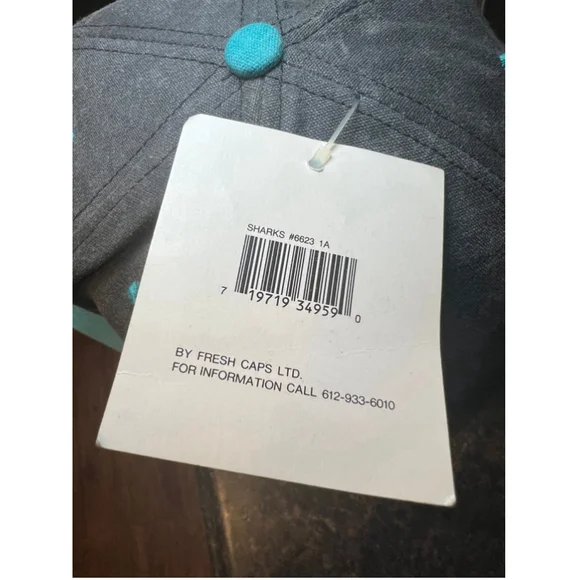 SHARKS #6623 1A
7 19719 34959 0
BY FRESH CAPS LTD.
FOR INFORMATION CALL 612-933-6010